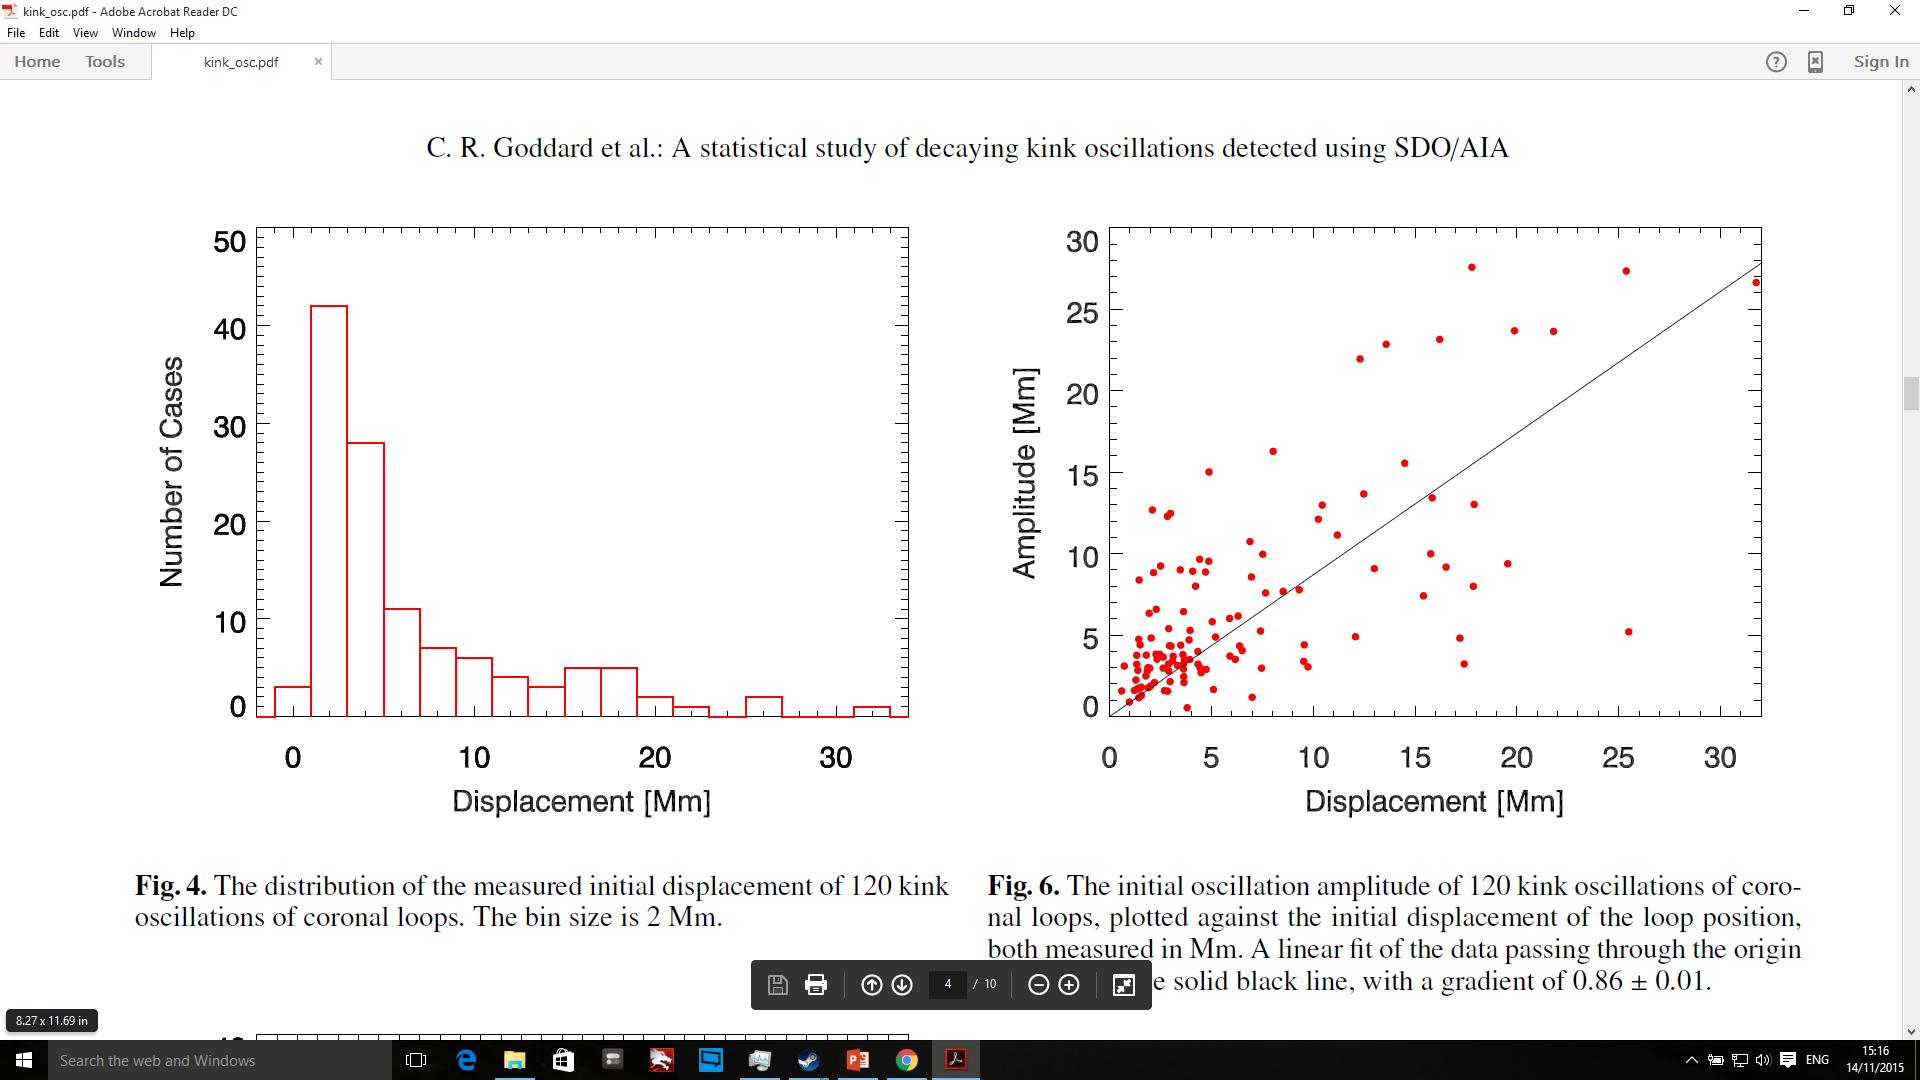 kink_osc.pdf - Adobe Acrobat Reader DC
File Edit View Window Help
Home Tools kink_osc.pdf × Sign In
C. R. Goddard et al.: A statistical study of decaying kink oscillations detected using SDO/AIA
50
40
30
20
10
0
Number of Cases
0 10 20 30
Displacement [Mm]
Fig. 4. The distribution of the measured initial displacement of 120 kink
oscillations of coronal loops. The bin size is 2 Mm.
30
25
20
15
10
5
0
Amplitude [Mm]
0 5 10 15 20 25 30
Displacement [Mm]
Fig. 6. The initial oscillation amplitude of 120 kink oscillations of coro-
nal loops, plotted against the initial displacement of the loop position,
both measured in Mm. A linear fit of the data passing through the origin
e solid black line, with a gradient of 0.86 ± 0.01.
4 / 10
8.27 x 11.69 in
Search the web and Windows
ENG
15:16
14/11/2015